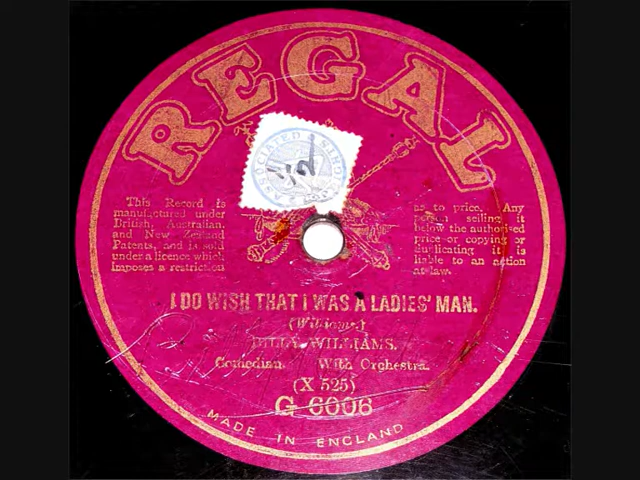 REGAL
½d
This Record is
manufactured under
British, Australian,
and New Zealand
Patents, and is sold
under a licence which
imposes a restriction
as to price. Any
person selling it
below the authorised
price or copying or
duplicating it is
liable to an action
at law.
I DO WISH THAT I WAS A LADIES' MAN.
(Williams)
BILLY WILLIAMS.
Comedian. With Orchestra.
(X 525)
G 6006
MADE IN ENGLAND